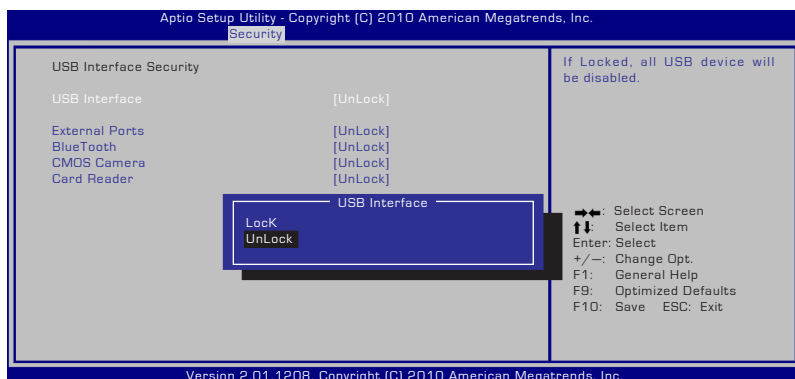 Aptio Setup Utility - Copyright (C) 2010 American Megatrends, Inc.
Security
USB Interface Security
USB Interface [UnLock]
External Ports [UnLock]
BlueTooth [UnLock]
CMOS Camera [UnLock]
Card Reader [UnLock]
USB Interface
LocK
UnLock
If Locked, all USB device will
be disabled.
→←: Select Screen
↑↓: Select Item
Enter: Select
+/—: Change Opt.
F1: General Help
F9: Optimized Defaults
F10: Save ESC: Exit
Version 2.01.1208. Copyright (C) 2010 American Megatrends, Inc.